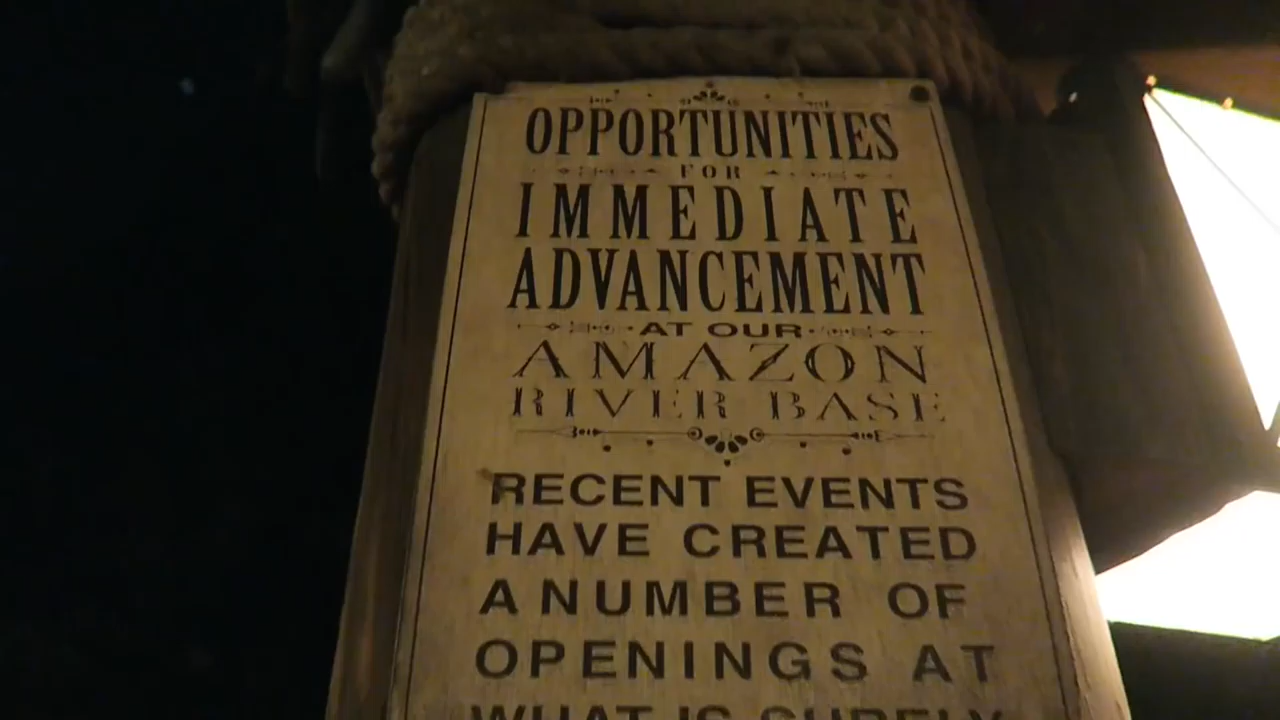 OPPORTUNITIES
FOR
IMMEDIATE
ADVANCEMENT
AT OUR
AMAZON
RIVER BASE
RECENT EVENTS
HAVE CREATED
A NUMBER OF
OPENINGS AT
WHAT IS SURELY